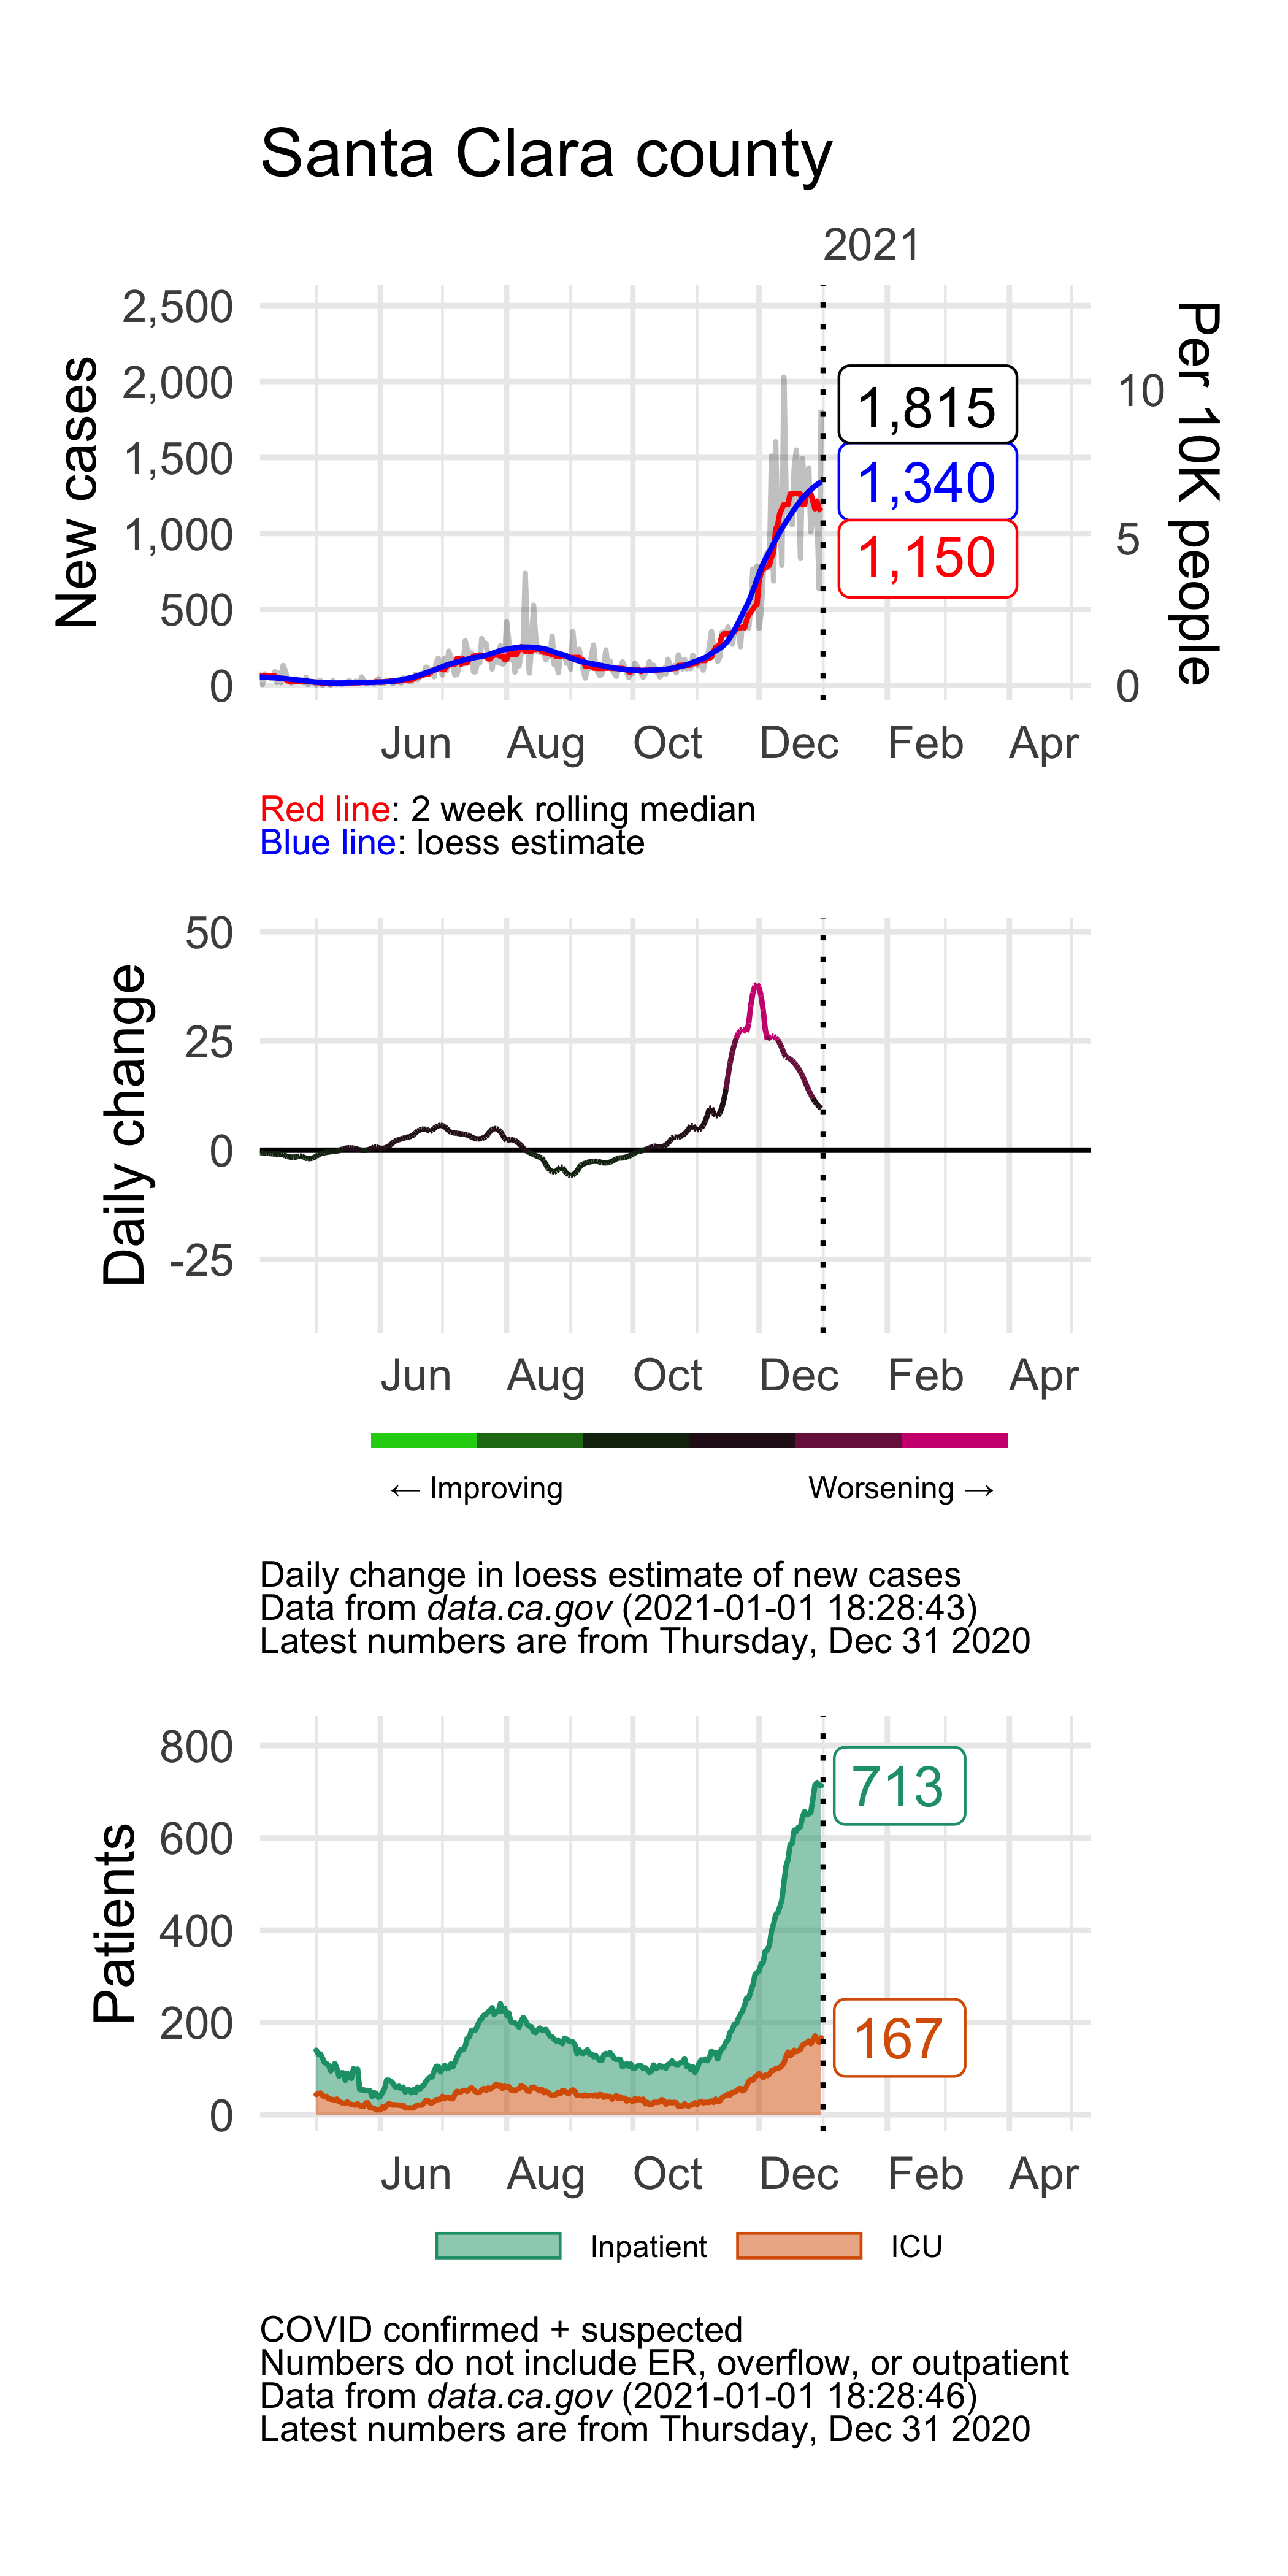 Santa Clara county
2021
2,500
2,000
1,500
1,000
500
0
New cases
10
5
0
Per 10K people
1,815
1,340
1,150
Jun Aug Oct Dec Feb Apr
Red line: 2 week rolling median
Blue line: loess estimate
50
25
0
-25
Daily change
Jun Aug Oct Dec Feb Apr
← Improving Worsening →
Daily change in loess estimate of new cases
Data from data.ca.gov (2021-01-01 18:28:43)
Latest numbers are from Thursday, Dec 31 2020
800
600
400
200
0
Patients
713
167
Jun Aug Oct Dec Feb Apr
Inpatient ICU
COVID confirmed + suspected
Numbers do not include ER, overflow, or outpatient
Data from data.ca.gov (2021-01-01 18:28:46)
Latest numbers are from Thursday, Dec 31 2020